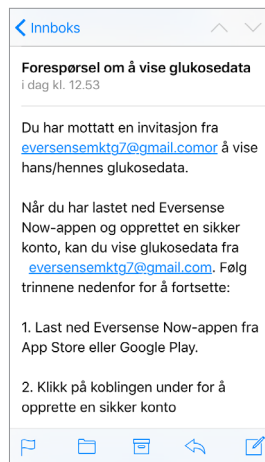 Innboks
Forespørsel om å vise glukosedata
i dag kl. 12.53
Du har mottatt en invitasjon fra
eversensemktg7@gmail.comor å vise
hans/hennes glukosedata.
Når du har lastet ned Eversense
Now-appen og opprettet en sikker
konto, kan du vise glukosedata fra
eversensemktg7@gmail.com. Følg
trinnene nedenfor for å fortsette:
1. Last ned Eversense Now-appen fra
App Store eller Google Play.
2. Klikk på koblingen under for å
opprette en sikker konto